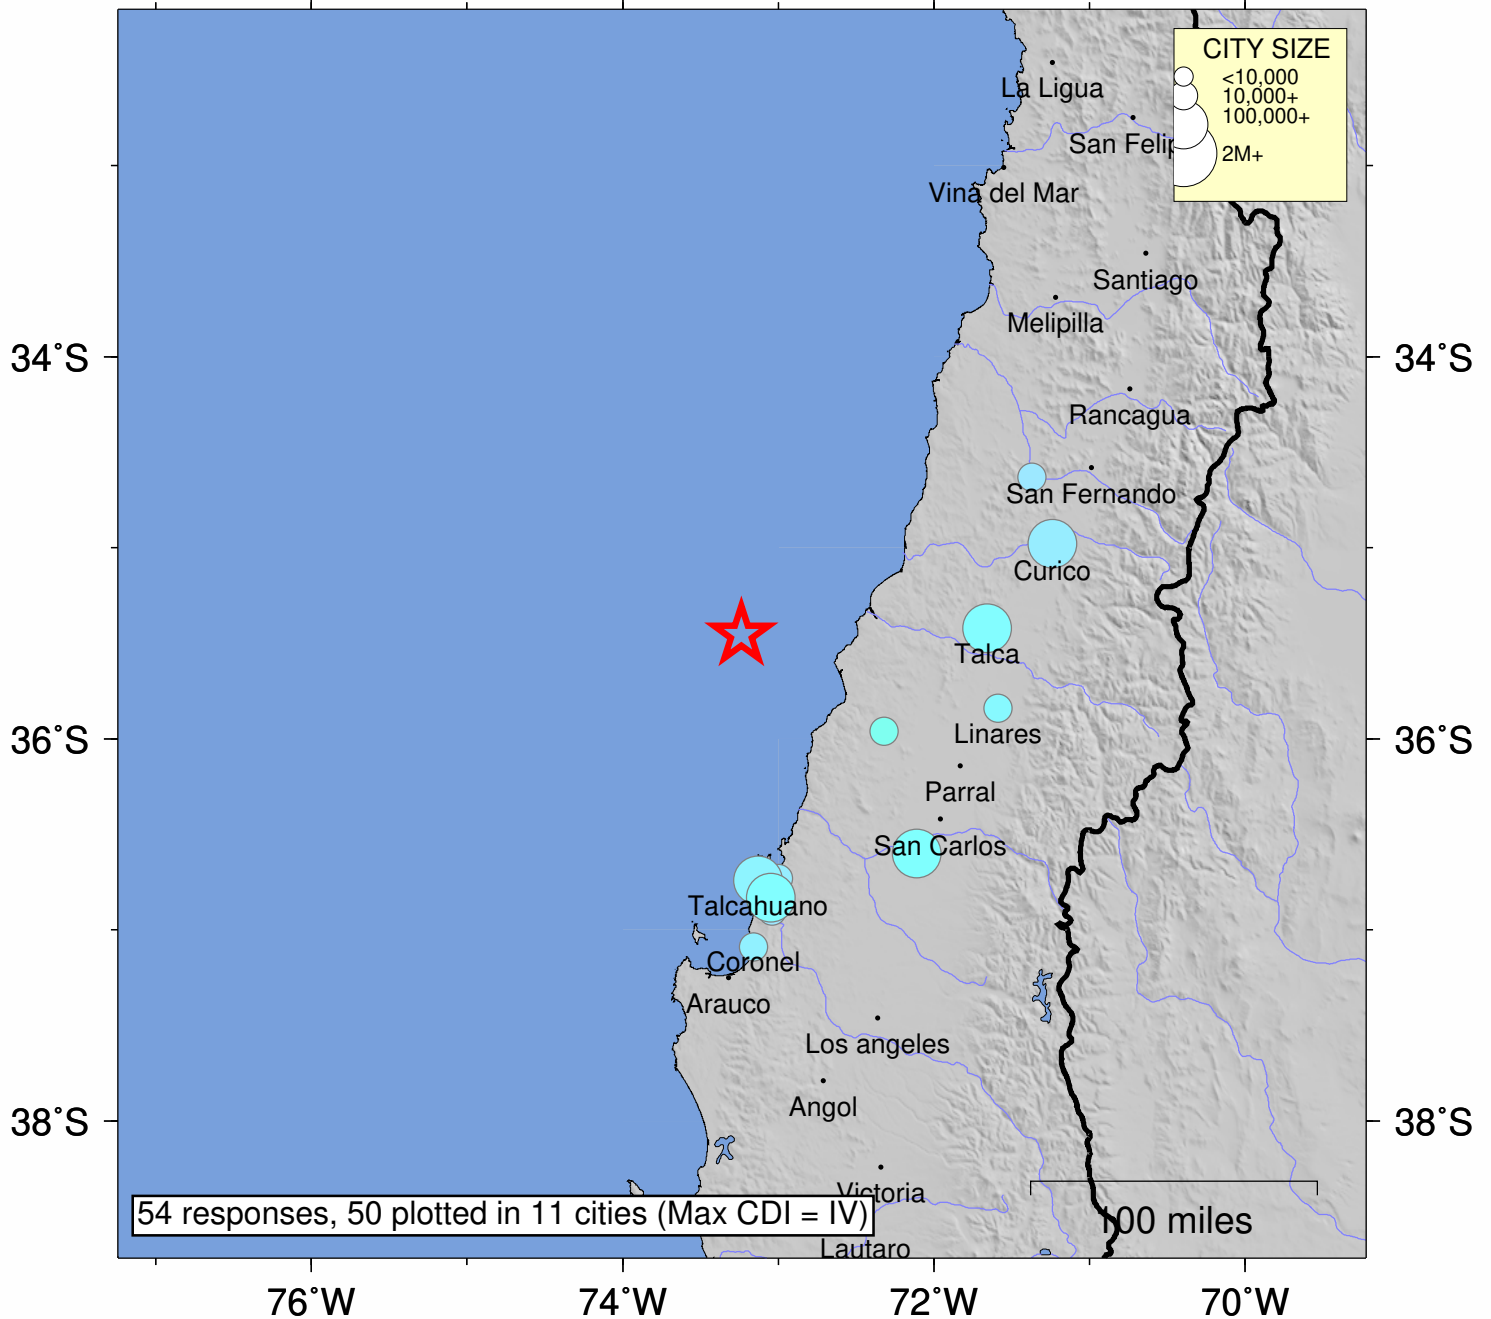 CITY SIZE
<10,000
10,000+
100,000+
2M+
La Ligua
San Felip
Vina del Mar
Santiago
Melipilla
34°S
34°S
Rancagua
San Fernando
Curico
Talca
Linares
36°S
36°S
Parral
San Carlos
Talcahuano
Coronel
Arauco
Los angeles
Angol
38°S
38°S
Victoria
54 responses, 50 plotted in 11 cities (Max CDI = IV)
100 miles
Lautaro
76°W
74°W
72°W
70°W